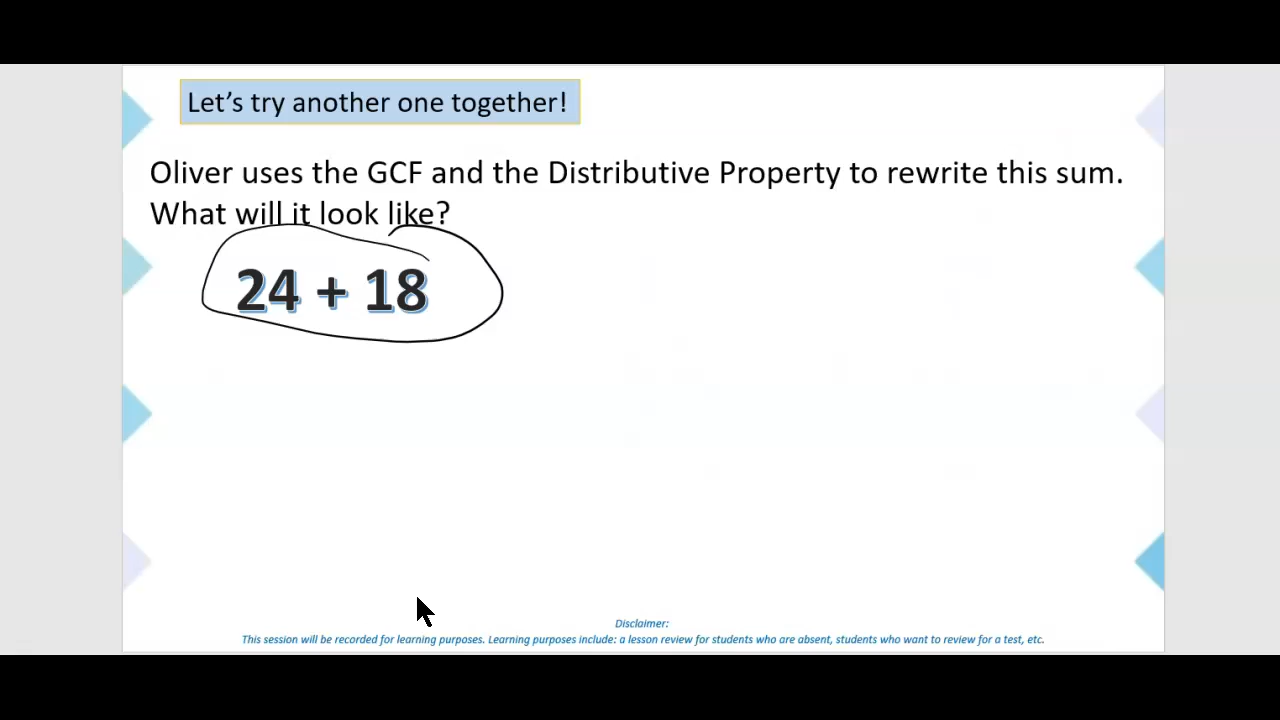 Let's try another one together!
Oliver uses the GCF and the Distributive Property to rewrite this sum.
What will it look like?
24 + 18
Disclaimer:
This session will be recorded for learning purposes. Learning purposes include: a lesson review for students who are absent, students who want to review for a test, etc.